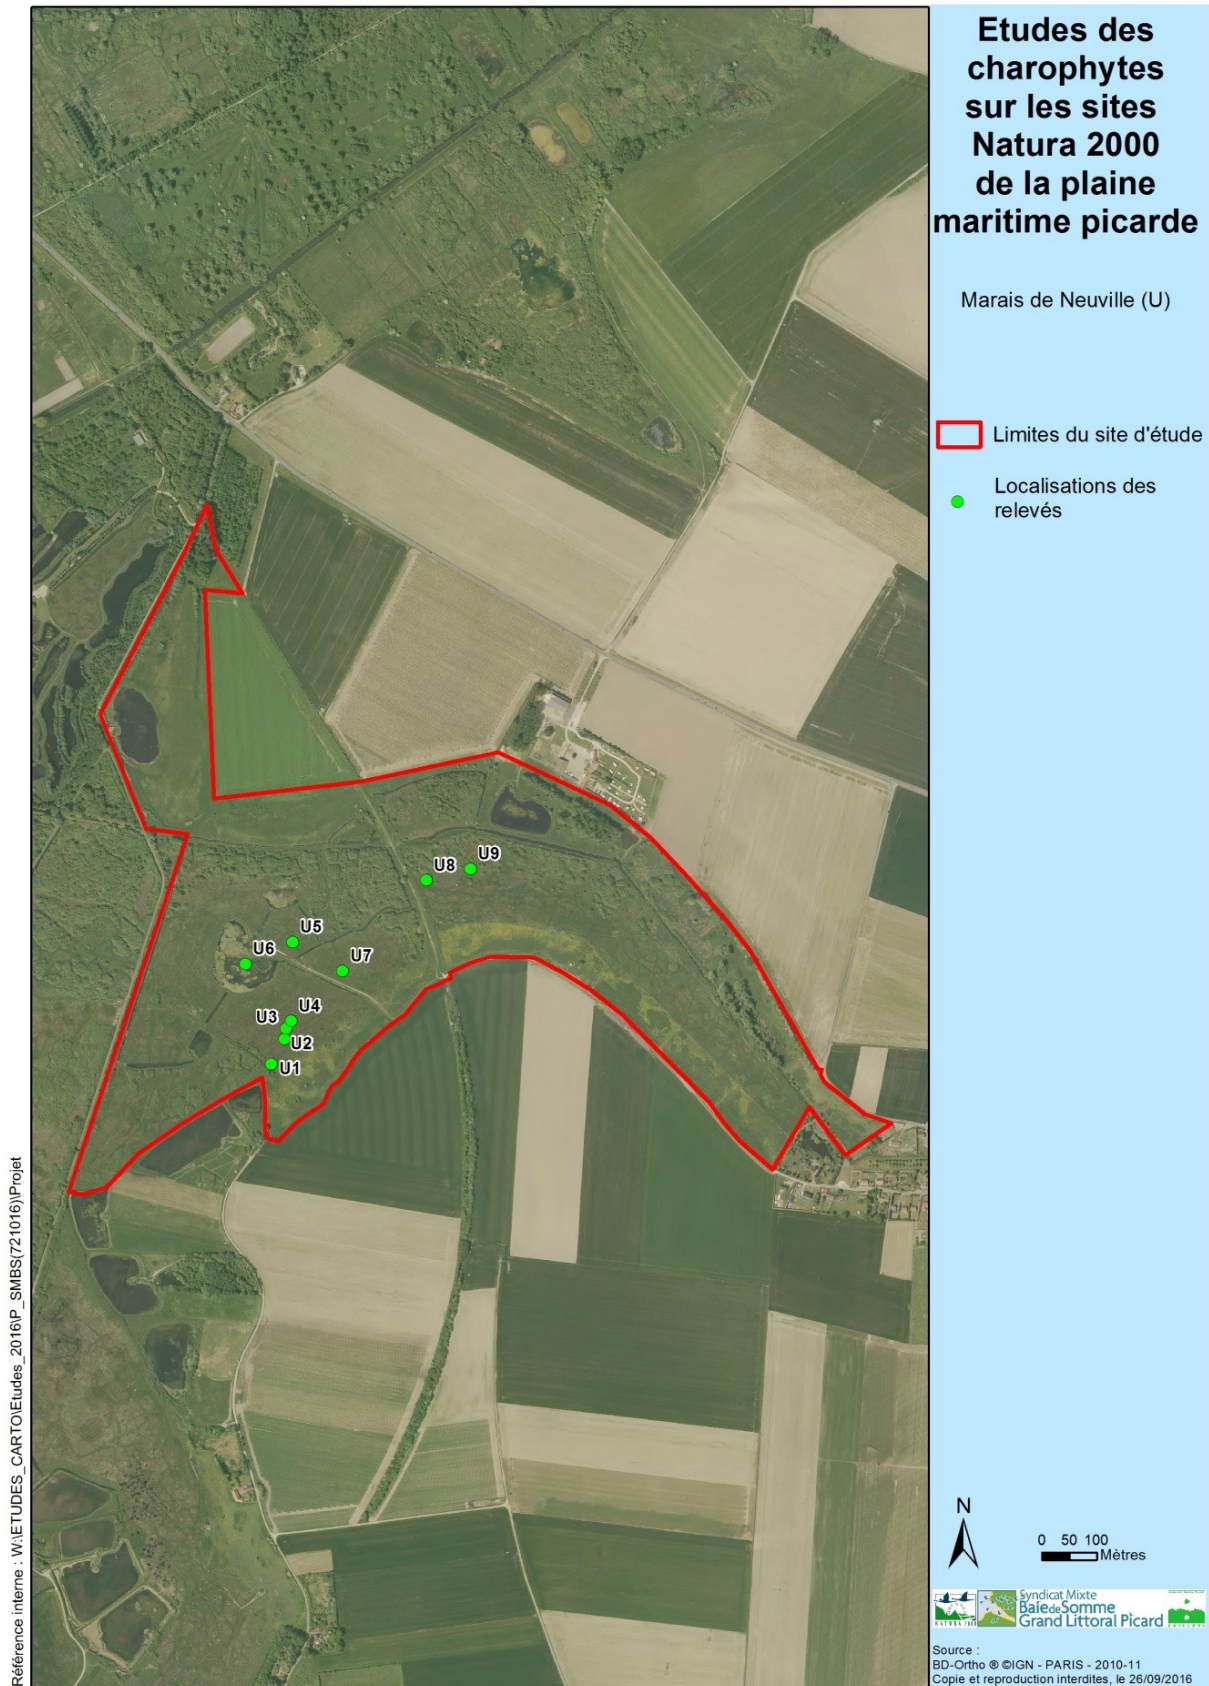 Etudes des
charophytes
sur les sites
Natura 2000
de la plaine
maritime picarde
Marais de Neuville (U)
Limites du site d'étude
Localisations des
relevés
U8
U9
U5
U6
U7
U4
U3
U2
U1
N
0 50 100
Mètres
NATURA 2000
Syndicat Mixte
Baie de Somme
Grand Littoral Picard
Source :
BD-Ortho ® ©IGN - PARIS - 2010-11
Copie et reproduction interdites, le 26/09/2016
Référence interne : W:\ETUDES_CARTO\Etudes_2016\P_SMBS(721016)\Projet